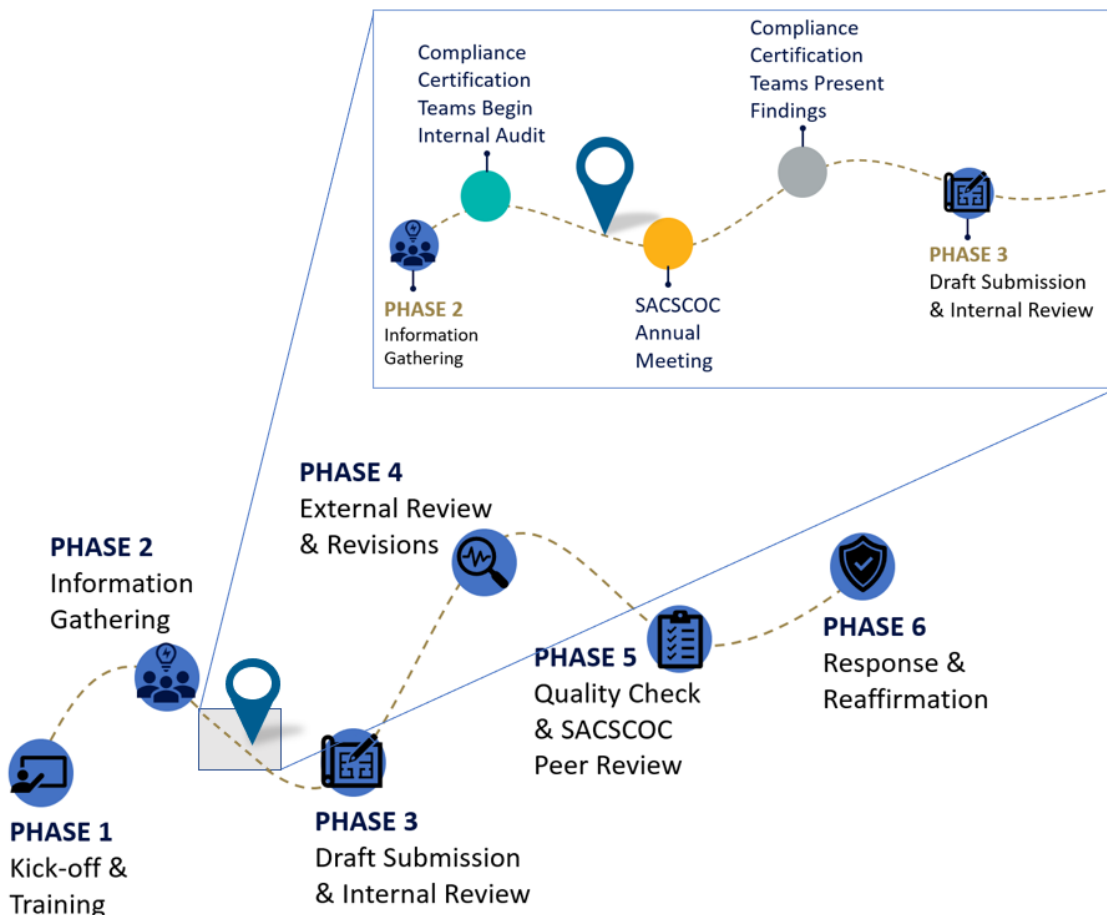 Compliance
Certification
Teams Begin
Internal Audit
Compliance
Certification
Teams Present
Findings
PHASE 2
Information
Gathering
SACSCOC
Annual
Meeting
PHASE 3
Draft Submission
& Internal Review
PHASE 1
Kick-off &
Training
PHASE 2
Information
Gathering
PHASE 3
Draft Submission
& Internal Review
PHASE 4
External Review
& Revisions
PHASE 5
Quality Check
& SACSCOC
Peer Review
PHASE 6
Response &
Reaffirmation